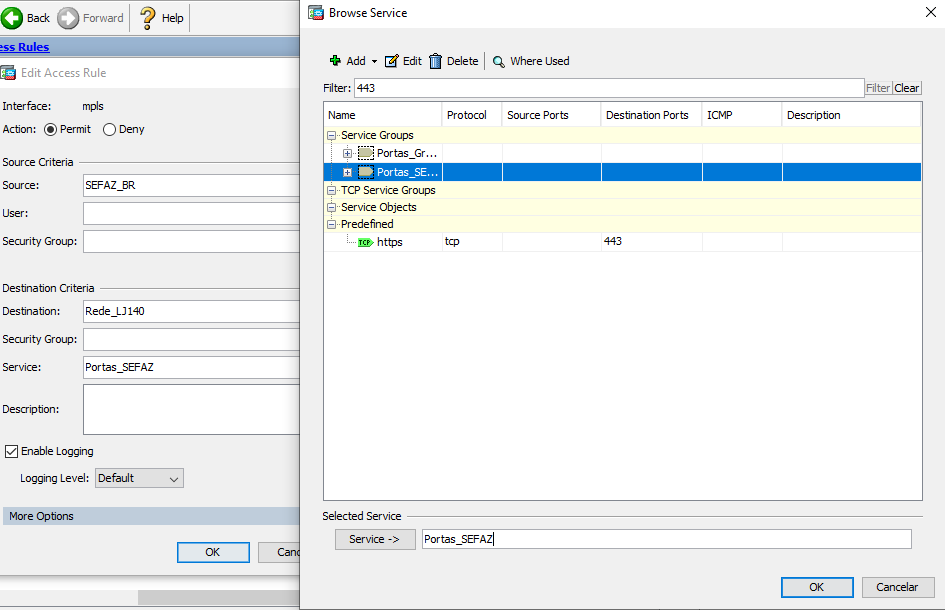 Back Forward Help
ess Rules
Edit Access Rule
Interface: mpls
Action: Permit Deny
Source Criteria
Source: SEFAZ_BR
User:
Security Group:
Destination Criteria
Destination: Rede_LJ140
Security Group:
Service: Portas_SEFAZ
Description:
Enable Logging
Logging Level: Default
More Options
OK Canc
Browse Service
Add Edit Delete Where Used
Filter: 443 Filter Clear
Name Protocol Source Ports Destination Ports ICMP Description
Service Groups
Portas_Gr...
Portas_SE...
TCP Service Groups
Service Objects
Predefined
TCP https tcp 443
Selected Service
Service -> Portas_SEFAZ
OK Cancelar